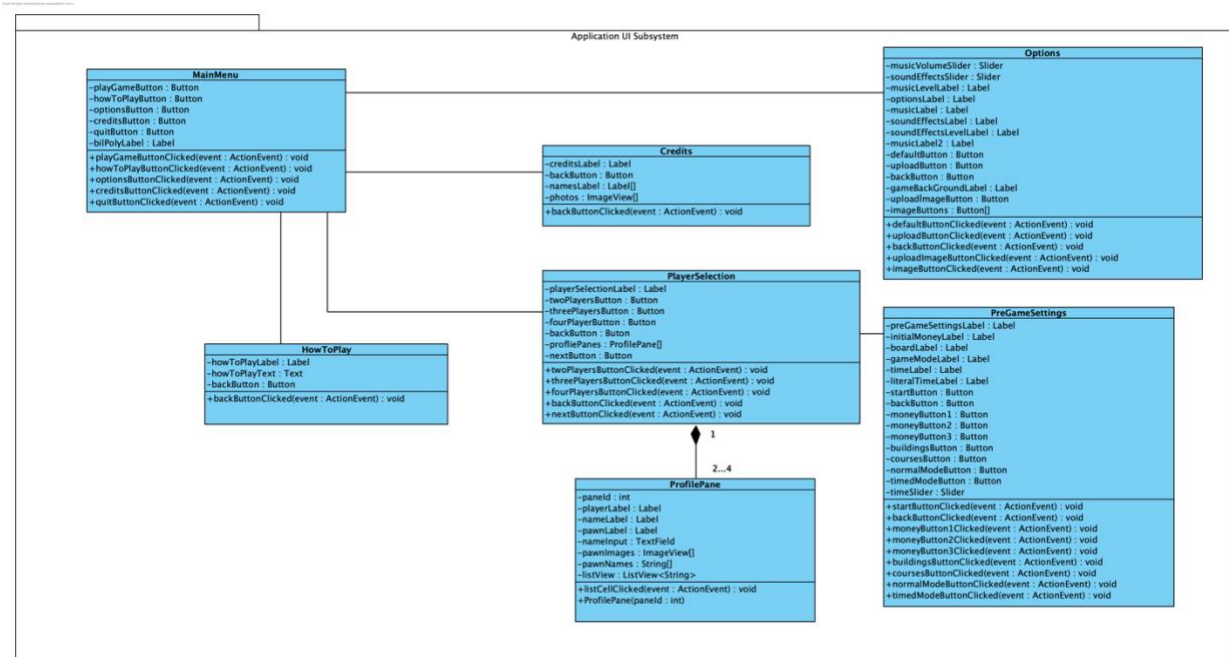 Application UI Subsystem
MainMenu
-playGameButton : Button
-howToPlayButton : Button
-optionsButton : Button
-creditsButton : Button
-quitButton : Button
-bilPolyLabel : Label
+playGameButtonClicked(event : ActionEvent) : void
+howToPlayButtonClicked(event : ActionEvent) : void
+optionsButtonClicked(event : ActionEvent) : void
+creditsButtonClicked(event : ActionEvent) : void
+quitButtonClicked(event : ActionEvent) : void
Options
-musicVolumeSlider : Slider
-soundEffectsSlider : Slider
-musicLevelLabel : Label
-optionsLabel : Label
-musicLabel : Label
-soundEffectsLabel : Label
-soundEffectsLevelLabel : Label
-musicLabel2 : Label
-defaultButton : Button
-uploadButton : Button
-backButton : Button
-gameBackGroundLabel : Label
-uploadImageButton : Button
-imageButtons : Button[]
+defaultButtonClicked(event : ActionEvent) : void
+uploadButtonClicked(event : ActionEvent) : void
+backButtonClicked(event : ActionEvent) : void
+uploadImageButtonClicked(event : ActionEvent) : void
+imageButtonClicked(event : ActionEvent) : void
Credits
-creditsLabel : Label
-backButton : Button
-namesLabel : Label[]
-photos : ImageView[]
+backButtonClicked(event : ActionEvent) : void
PlayerSelection
-playerSelectionLabel : Label
-twoPlayersButton : Button
-threePlayersButton : Button
-fourPlayerButton : Button
-backButton : Buton
-profliePanes : ProfilePane[]
-nextButton : Button
+twoPlayersButtonClicked(event : ActionEvent) : void
+threePlayersButtonClicked(event : ActionEvent) : void
+fourPlayersButtonClicked(event : ActionEvent) : void
+backButtonClicked(event : ActionEvent) : void
+nextButtonClicked(event : ActionEvent) : void
PreGameSettings
-preGameSettingsLabel : Label
-initialMoneyLabel : Label
-boardLabel : Label
-gameModeLabel : Label
-timeLabel : Label
-literalTimeLabel : Label
-startButton : Button
-backButton : Button
-moneyButton1 : Button
-moneyButton2 : Button
-moneyButton3 : Button
-buildingsButton : Button
-coursesButton : Button
-normalModeButton : Button
-timedModeButton : Button
-timeSlider : Slider
+startButtonClicked(event : ActionEvent) : void
+backButtonClicked(event : ActionEvent) : void
+moneyButton1Clicked(event : ActionEvent) : void
+moneyButton2Clicked(event : ActionEvent) : void
+moneyButton3Clicked(event : ActionEvent) : void
+buildingsButtonClicked(event : ActionEvent) : void
+coursesButtonClicked(event : ActionEvent) : void
+normalModeButtonClicked(event : ActionEvent) : void
+timedModeButtonClicked(event : ActionEvent) : void
HowToPlay
-howToPlayLabel : Label
-howToPlayText : Text
-backButton : Button
+backButtonClicked(event : ActionEvent) : void
1
2...4
ProfilePane
-paneId : int
-playerLabel : Label
-nameLabel : Label
-pawnLabel : Label
-nameInput : TextField
-pawnImages : ImageView[]
-pawnNames : String[]
-listView : ListView<String>
+listCellClicked(event : ActionEvent) : void
+ProfilePane(paneId : int)